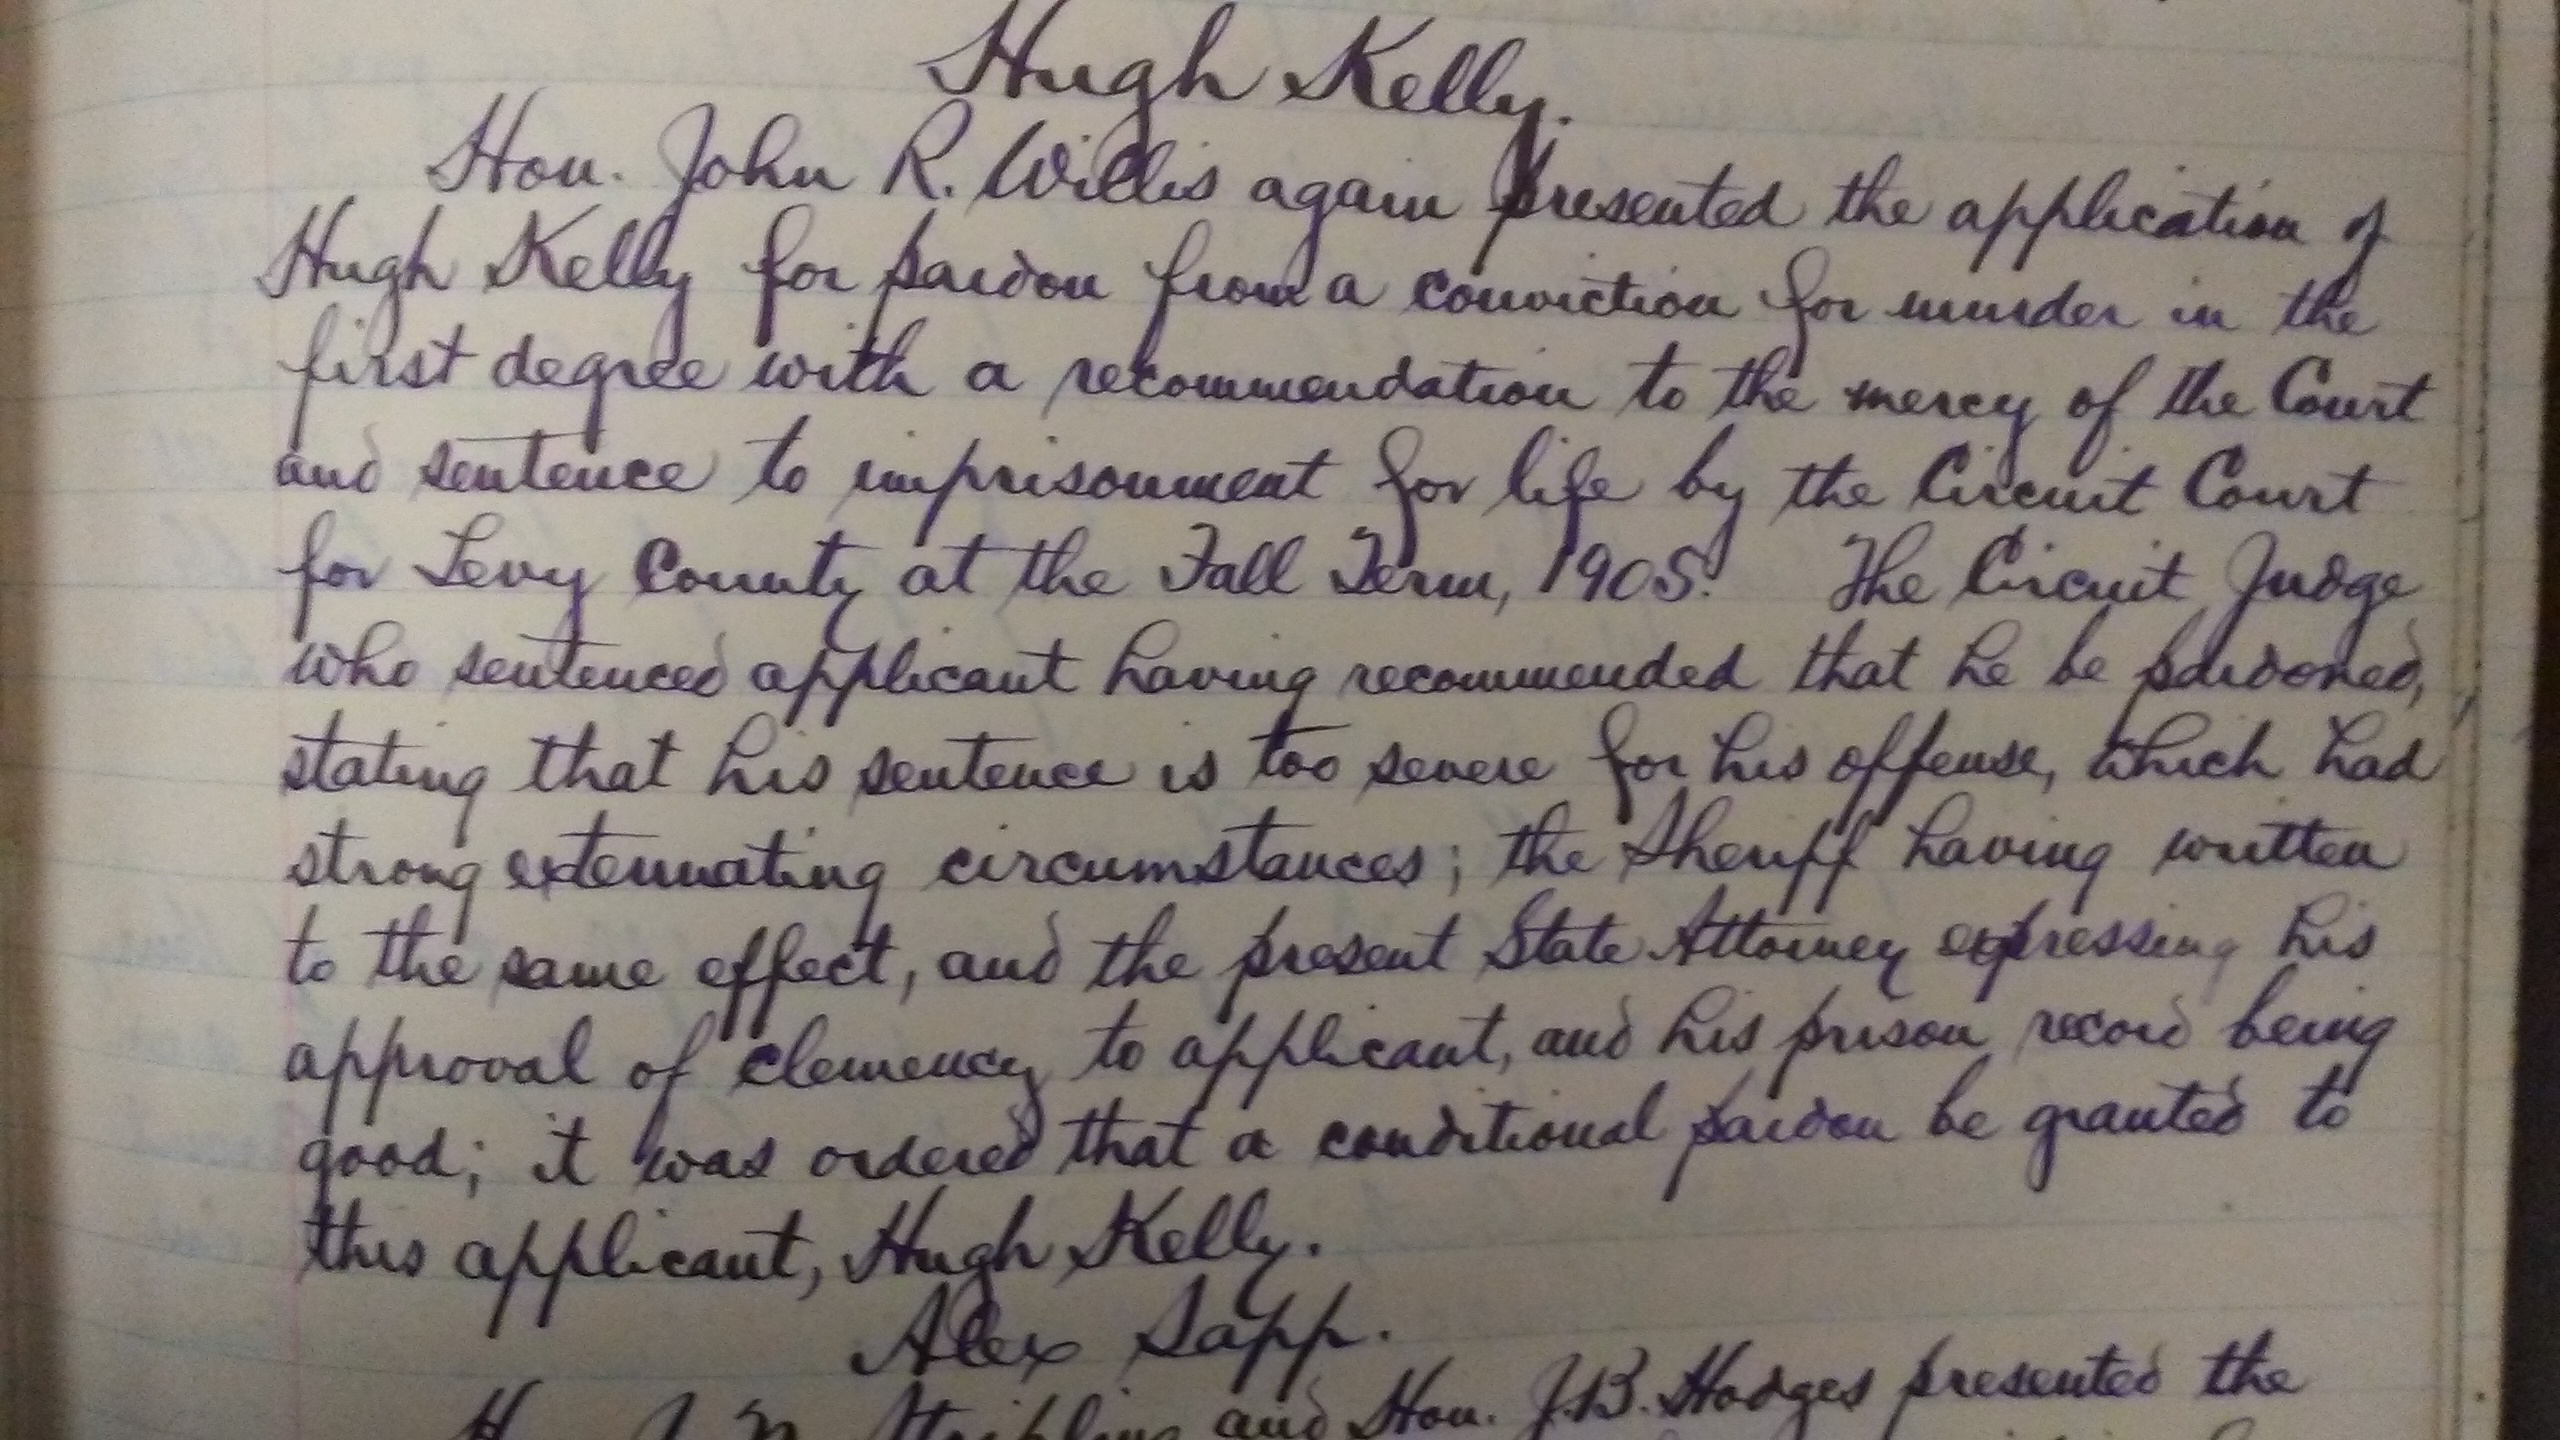 Hugh Kelly.
Hon. John R. Willis again presented the application of
Hugh Kelly for pardon from a conviction for murder in the
first degree with a recommendation to the mercy of the Court
and sentence to imprisonment for life by the Circuit Court
for Levy County at the Fall Term, 1905. The Circuit Judge
who sentenced applicant having recommended that he be pardoned,
stating that his sentence is too severe for his offense, which had
strong extenuating circumstances; the Sheriff having written
to the same effect, and the present State Attorney expressing his
approval of clemency to applicant, and his prison record being
good; it was ordered that a conditional pardon be granted to
this applicant, Hugh Kelly.
Alex Sapp.
Stripling and Hon. J.B. Hodges presented the